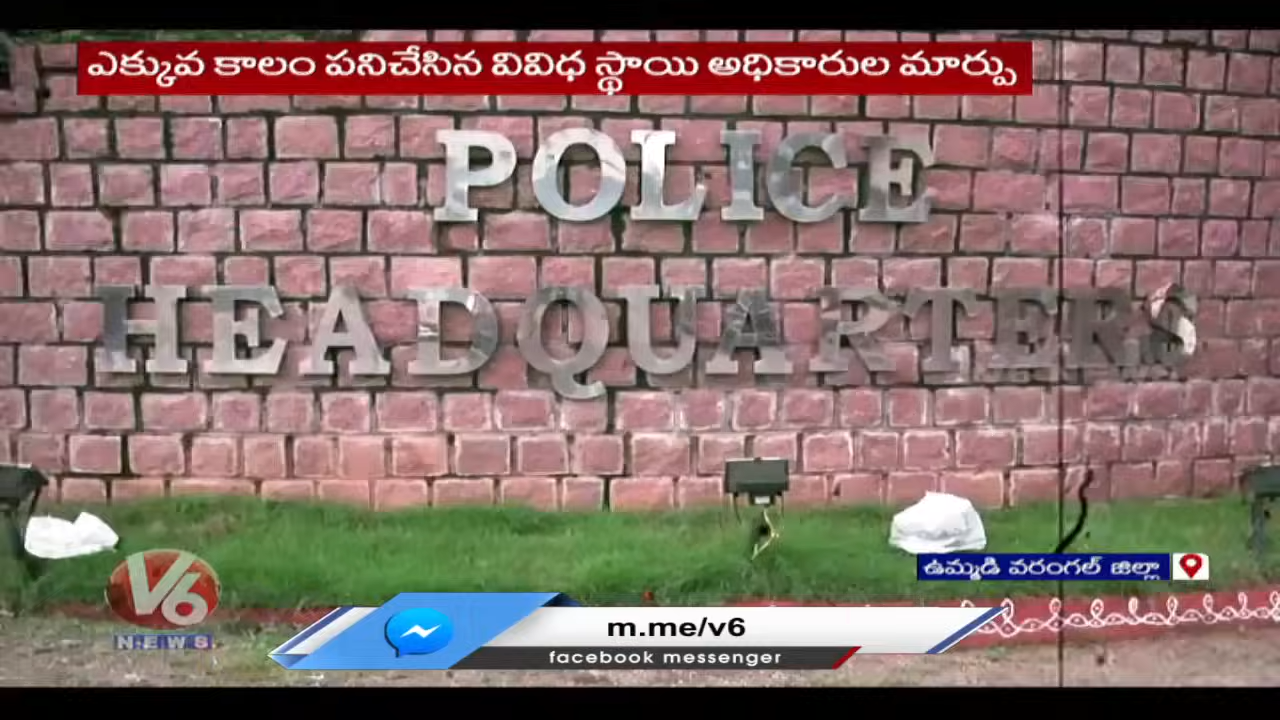 ఎక్కువ కాలం పనిచేసిన వివిధ స్థాయి అధికారుల మార్పు
POLICE
HEADQUARTERS
ఉమ్మడి వరంగల్ జిల్లా
V6
NEWS
m.me/v6
facebook messenger